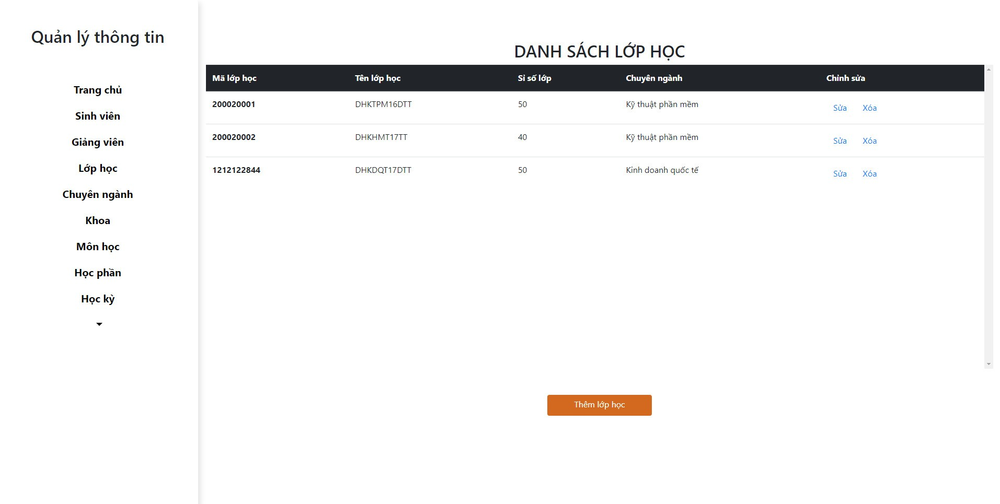 Quản lý thông tin
Trang chủ
Sinh viên
Giảng viên
Lớp học
Chuyên ngành
Khoa
Môn học
Học phần
Học kỳ
DANH SÁCH LỚP HỌC
Mã lớp học Tên lớp học Sỉ số lớp Chuyên ngành Chỉnh sửa
200020001 DHKTPM16DTT 50 Kỹ thuật phần mềm Sửa Xóa
200020002 DHKHMT17TT 40 Kỹ thuật phần mềm Sửa Xóa
1212122844 DHKDQT17DTT 50 Kinh doanh quốc tế Sửa Xóa
Thêm lớp học